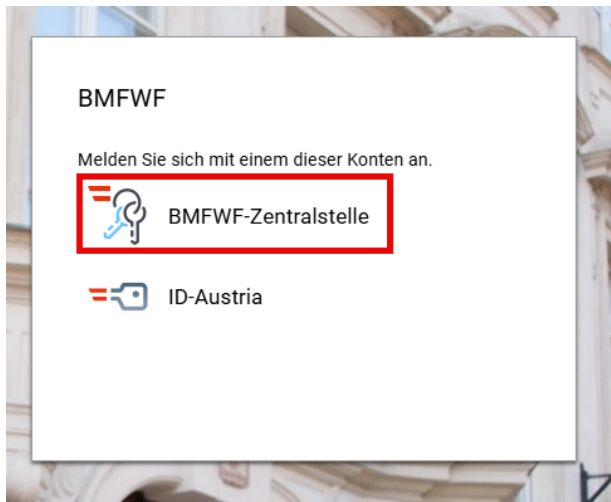 BMFWF
Melden Sie sich mit einem dieser Konten an.
BMFWF-Zentralstelle
ID-Austria